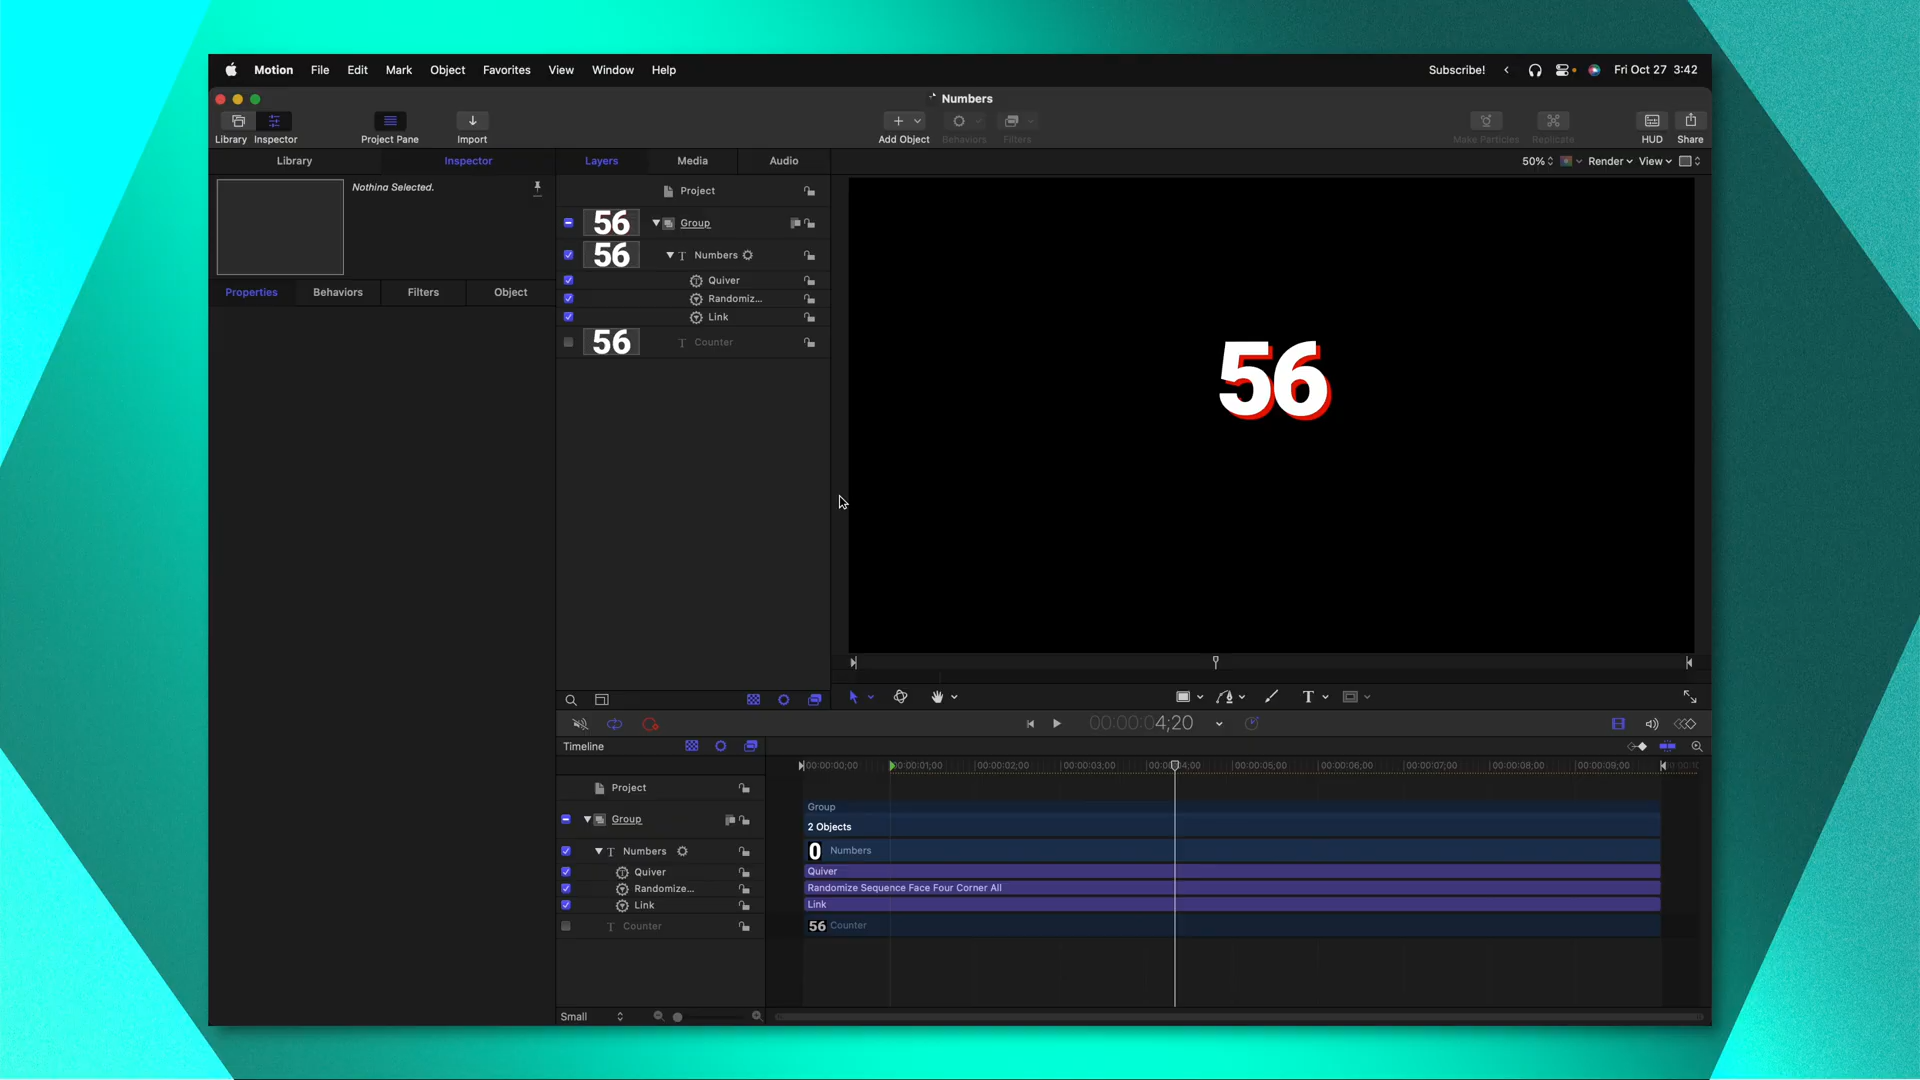 Motion File Edit Mark Object Favorites View Window Help Subscribe! Fri Oct 27 3:42
Numbers
Library Inspector Project Pane Import Add Object Behaviors Filters Make Particles Replicate HUD Share
Library Inspector Layers Media Audio 50% Render View
Nothing Selected.
Project
56 Group
56 Numbers
Properties Behaviors Filters Object
Quiver
Randomiz...
Link
56 Counter
56
T
00:00:04;20
Timeline
00:00:00;00 00:00:01;00 00:00:02;00 00:00:03;00 00:00:04;00 00:00:05;00 00:00:06;00 00:00:07;00 00:00:08;00 00:00:09;00
Project
Group
Group 2 Objects
Numbers 0 Numbers
Quiver Quiver
Randomize... Randomize Sequence Face Four Corner All
Link Link
Counter 56 Counter
Small